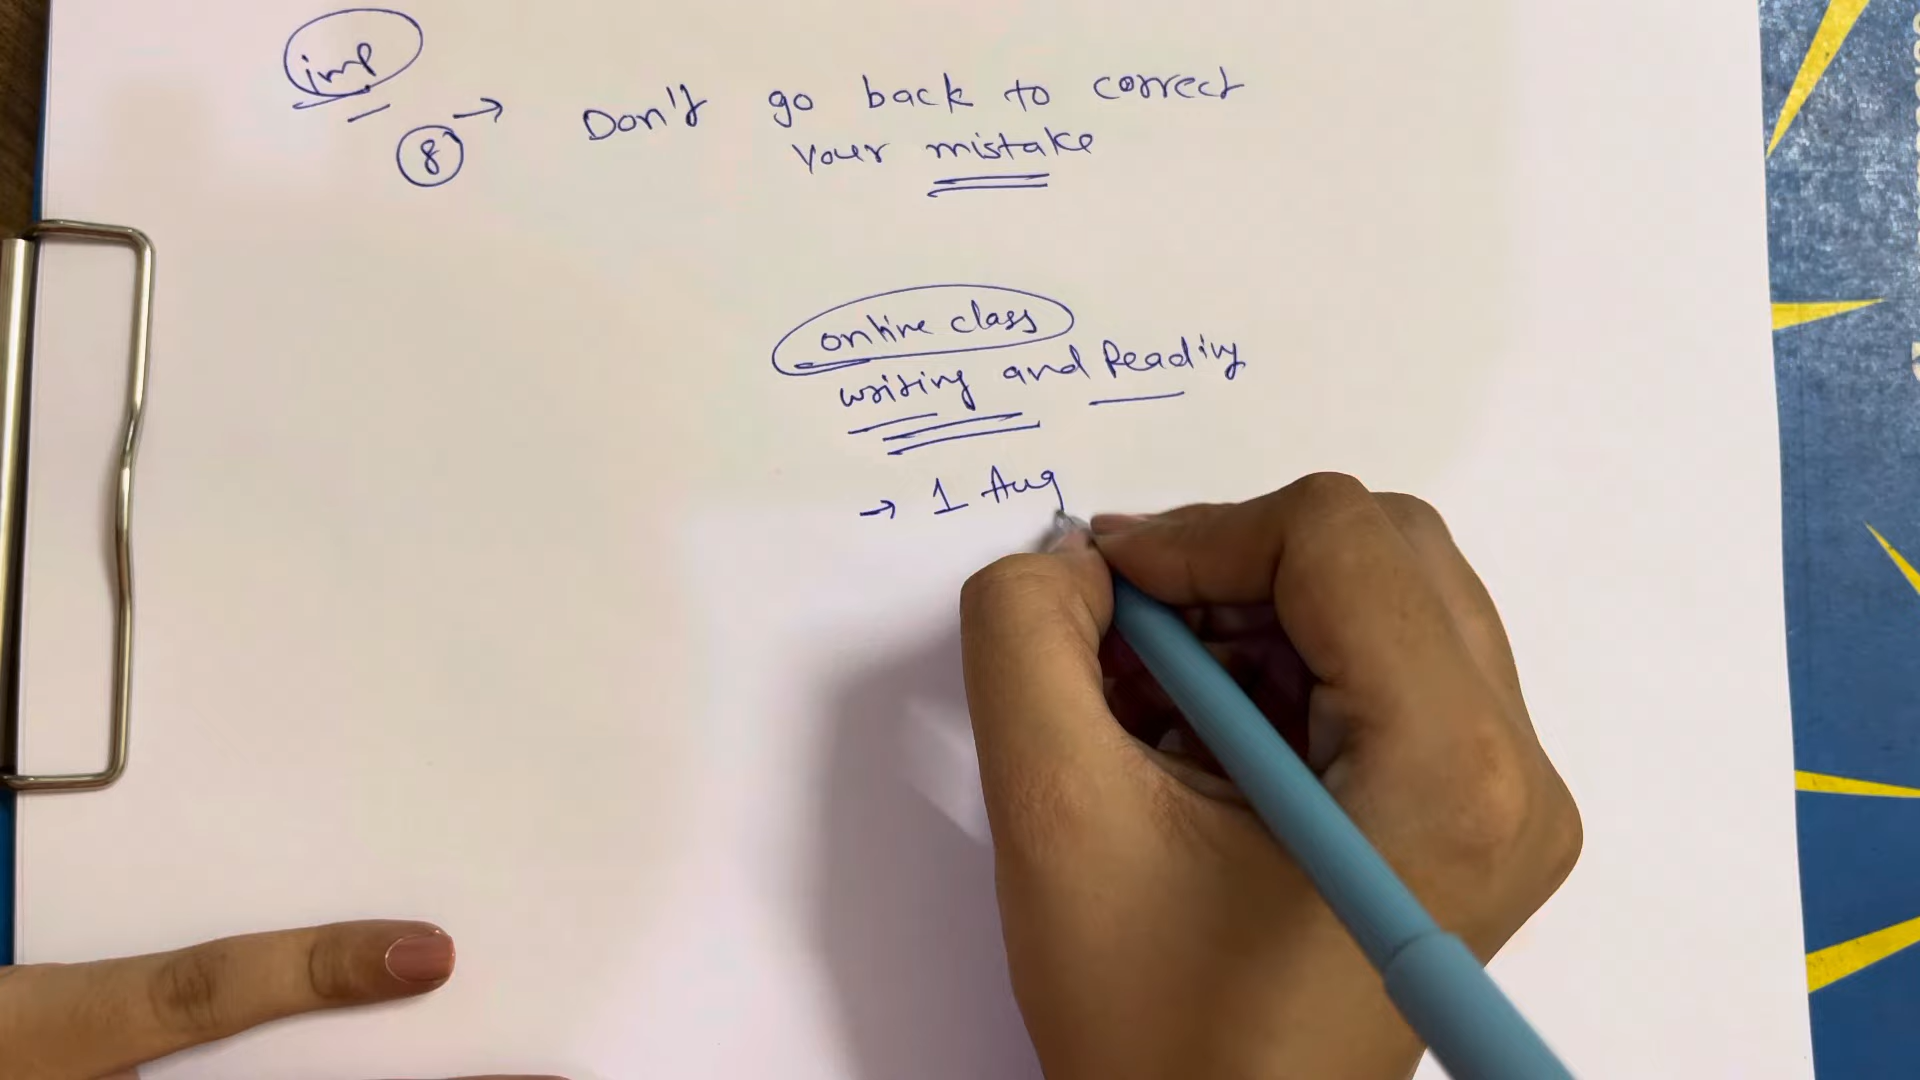 imp
8 → Don't go back to correct
your mistake
online class
writing and Reading
→ 1 Aug